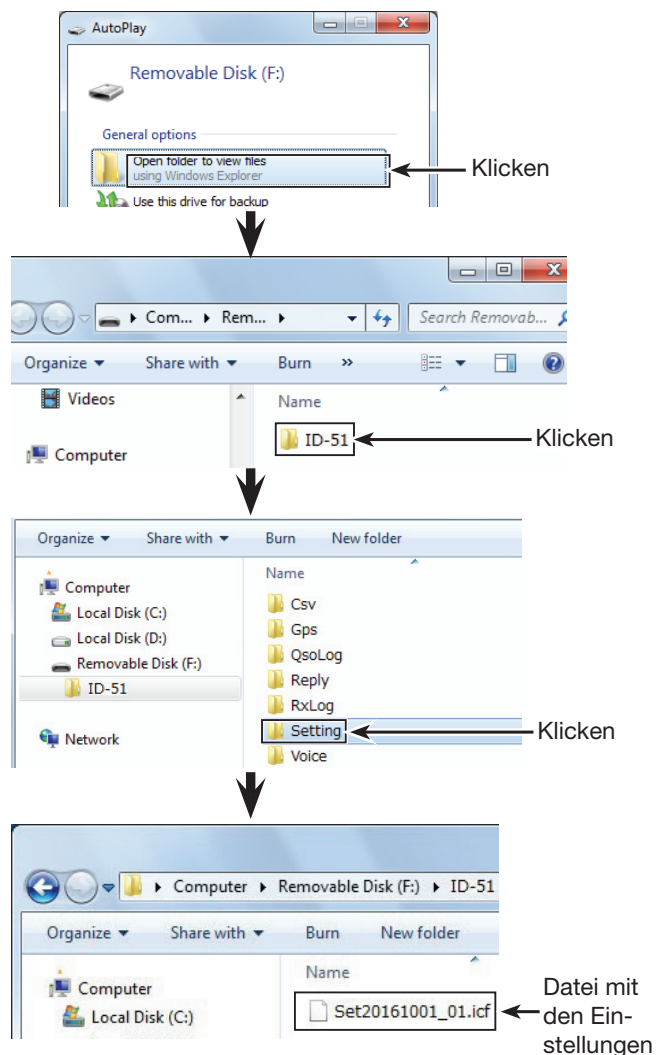 AutoPlay
Removable Disk (F:)
General options
Open folder to view files
using Windows Explorer
Klicken
Use this drive for backup
Com... Rem...
Search Removab...
Organize Share with Burn »
Videos
Name
ID-51
Klicken
Computer
Organize Share with Burn New folder
Name
Computer
Local Disk (C:)
Local Disk (D:)
Removable Disk (F:)
ID-51
Network
Csv
Gps
QsoLog
Reply
RxLog
Setting
Klicken
Voice
Computer Removable Disk (F:) ID-51
Organize Share with Burn New folder
Name
Computer
Local Disk (C:)
Set20161001_01.icf
Datei mit
den Ein-
stellungen